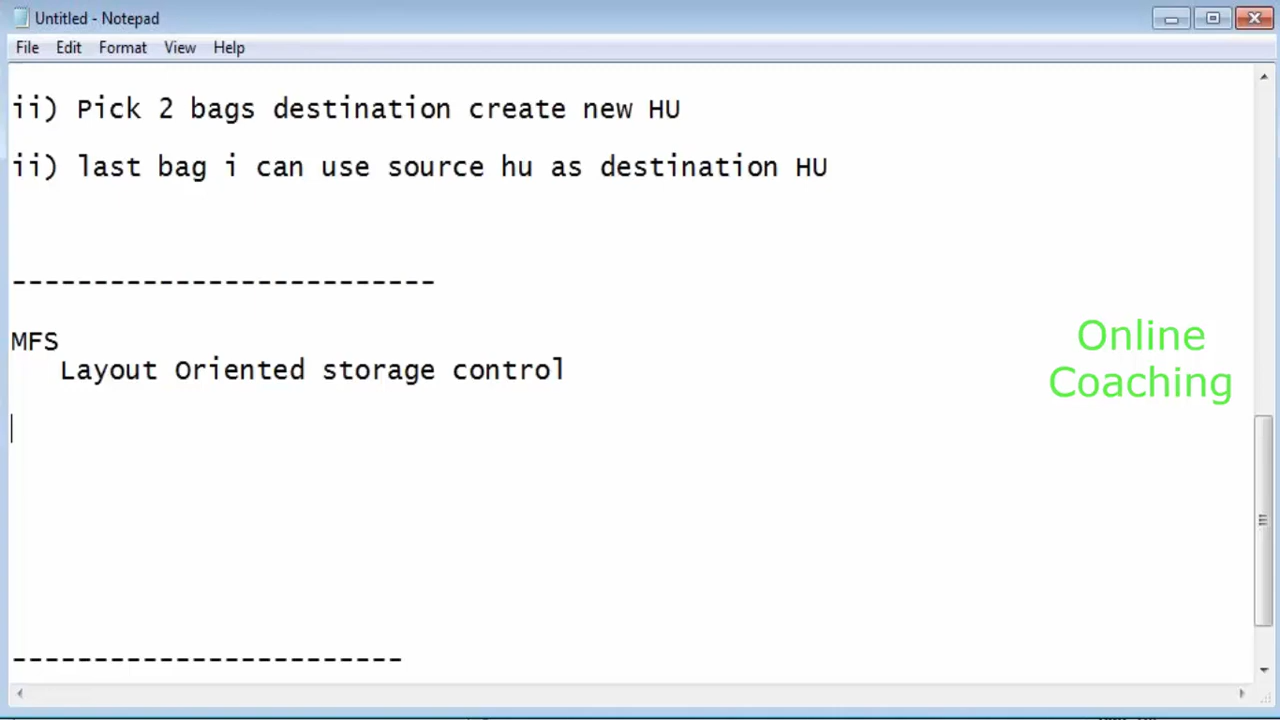 Untitled - Notepad
File Edit Format View Help
ii) Pick 2 bags destination create new HU
ii) last bag i can use source hu as destination HU
--------------------------
MFS
Layout Oriented storage control
Online
Coaching
------------------------